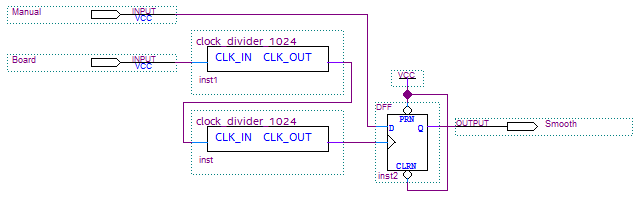 Manual INPUT
VCC
clock_divider_1024
Board INPUT
VCC
CLK_IN CLK_OUT
inst1
VCC
clock_divider_1024
DFF
PRN
CLK_IN CLK_OUT
D Q
OUTPUT Smooth
inst
CLRN
inst2